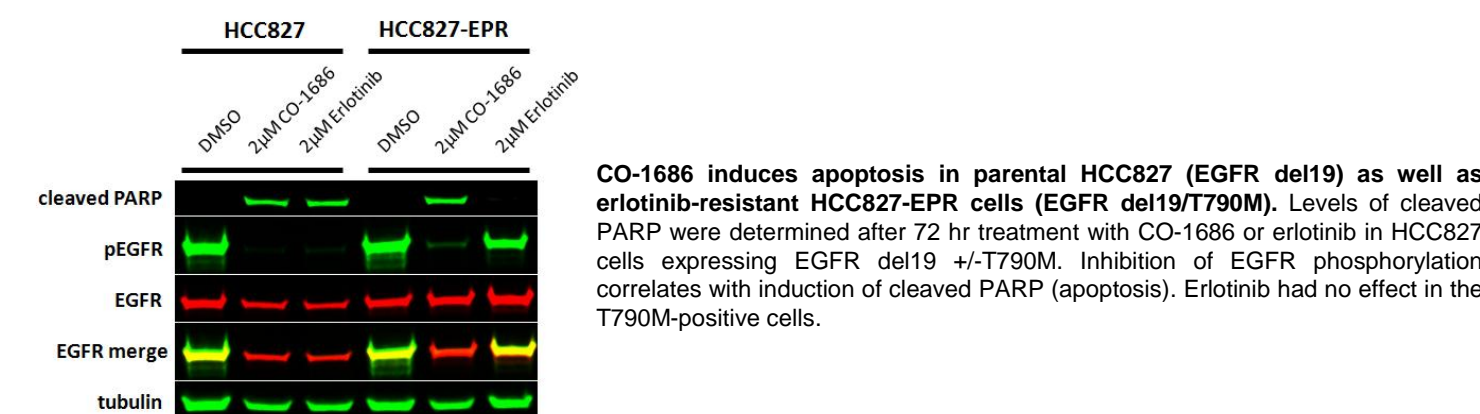 HCC827 HCC827-EPR
DMSO 2µM CO-1686 2µM Erlotinib DMSO 2µM CO-1686 2µM Erlotinib
cleaved PARP
pEGFR
EGFR
EGFR merge
tubulin
CO-1686 induces apoptosis in parental HCC827 (EGFR del19) as well as
erlotinib-resistant HCC827-EPR cells (EGFR del19/T790M). Levels of cleaved
PARP were determined after 72 hr treatment with CO-1686 or erlotinib in HCC827
cells expressing EGFR del19 +/-T790M. Inhibition of EGFR phosphorylation
correlates with induction of cleaved PARP (apoptosis). Erlotinib had no effect in the
T790M-positive cells.